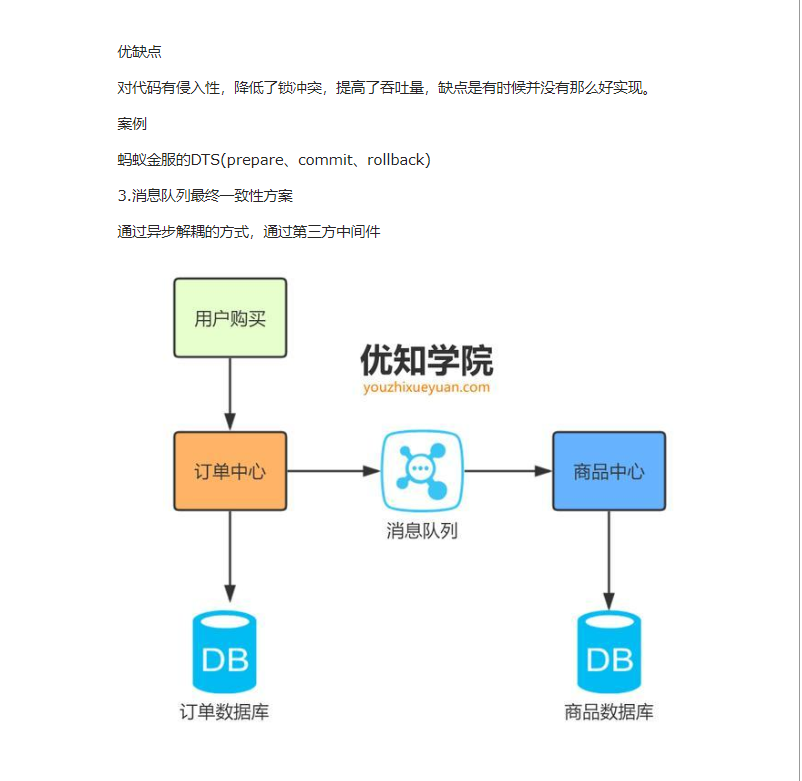 优缺点
对代码有侵入性，降低了锁冲突，提高了吞吐量，缺点是有时候并没有那么好实现。
案例
蚂蚁金服的DTS(prepare、commit、rollback)
3.消息队列最终一致性方案
通过异步解耦的方式，通过第三方中间件
用户购买
优知学院
youzhixueyuan.com
订单中心
商品中心
消息队列
DB
DB
订单数据库
商品数据库